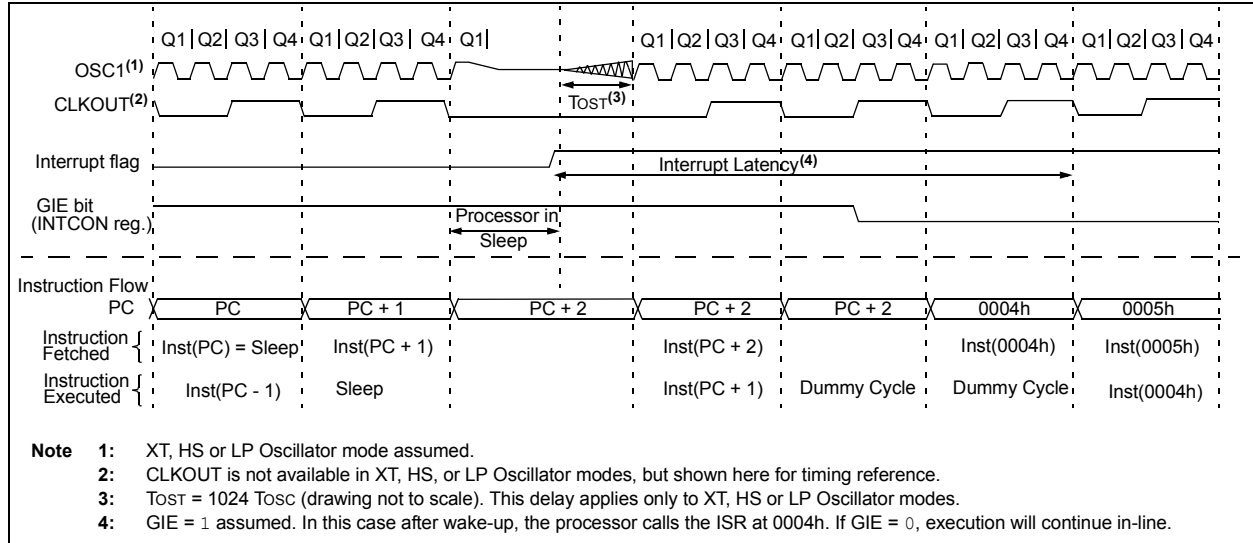 Q1| Q2| Q3 | Q4 Q1| Q2| Q3| Q4 Q1| Q1| Q2| Q3| Q4 Q1| Q2| Q3| Q4 Q1| Q2| Q3| Q4 Q1| Q2| Q3| Q4
OSC1(1)
TOST(3)
CLKOUT(2)
Interrupt flag
Interrupt Latency(4)
GIE bit
(INTCON reg.)
Processor in
Sleep
Instruction Flow
PC PC PC + 1 PC + 2 PC + 2 PC + 2 0004h 0005h
Instruction
Fetched
Inst(PC) = Sleep Inst(PC + 1) Inst(PC + 2) Inst(0004h) Inst(0005h)
Instruction
Executed
Inst(PC - 1) Sleep Inst(PC + 1) Dummy Cycle Dummy Cycle Inst(0004h)
Note 1: XT, HS or LP Oscillator mode assumed.
2: CLKOUT is not available in XT, HS, or LP Oscillator modes, but shown here for timing reference.
3: TOST = 1024 TOSC (drawing not to scale). This delay applies only to XT, HS or LP Oscillator modes.
4: GIE = 1 assumed. In this case after wake-up, the processor calls the ISR at 0004h. If GIE = 0, execution will continue in-line.